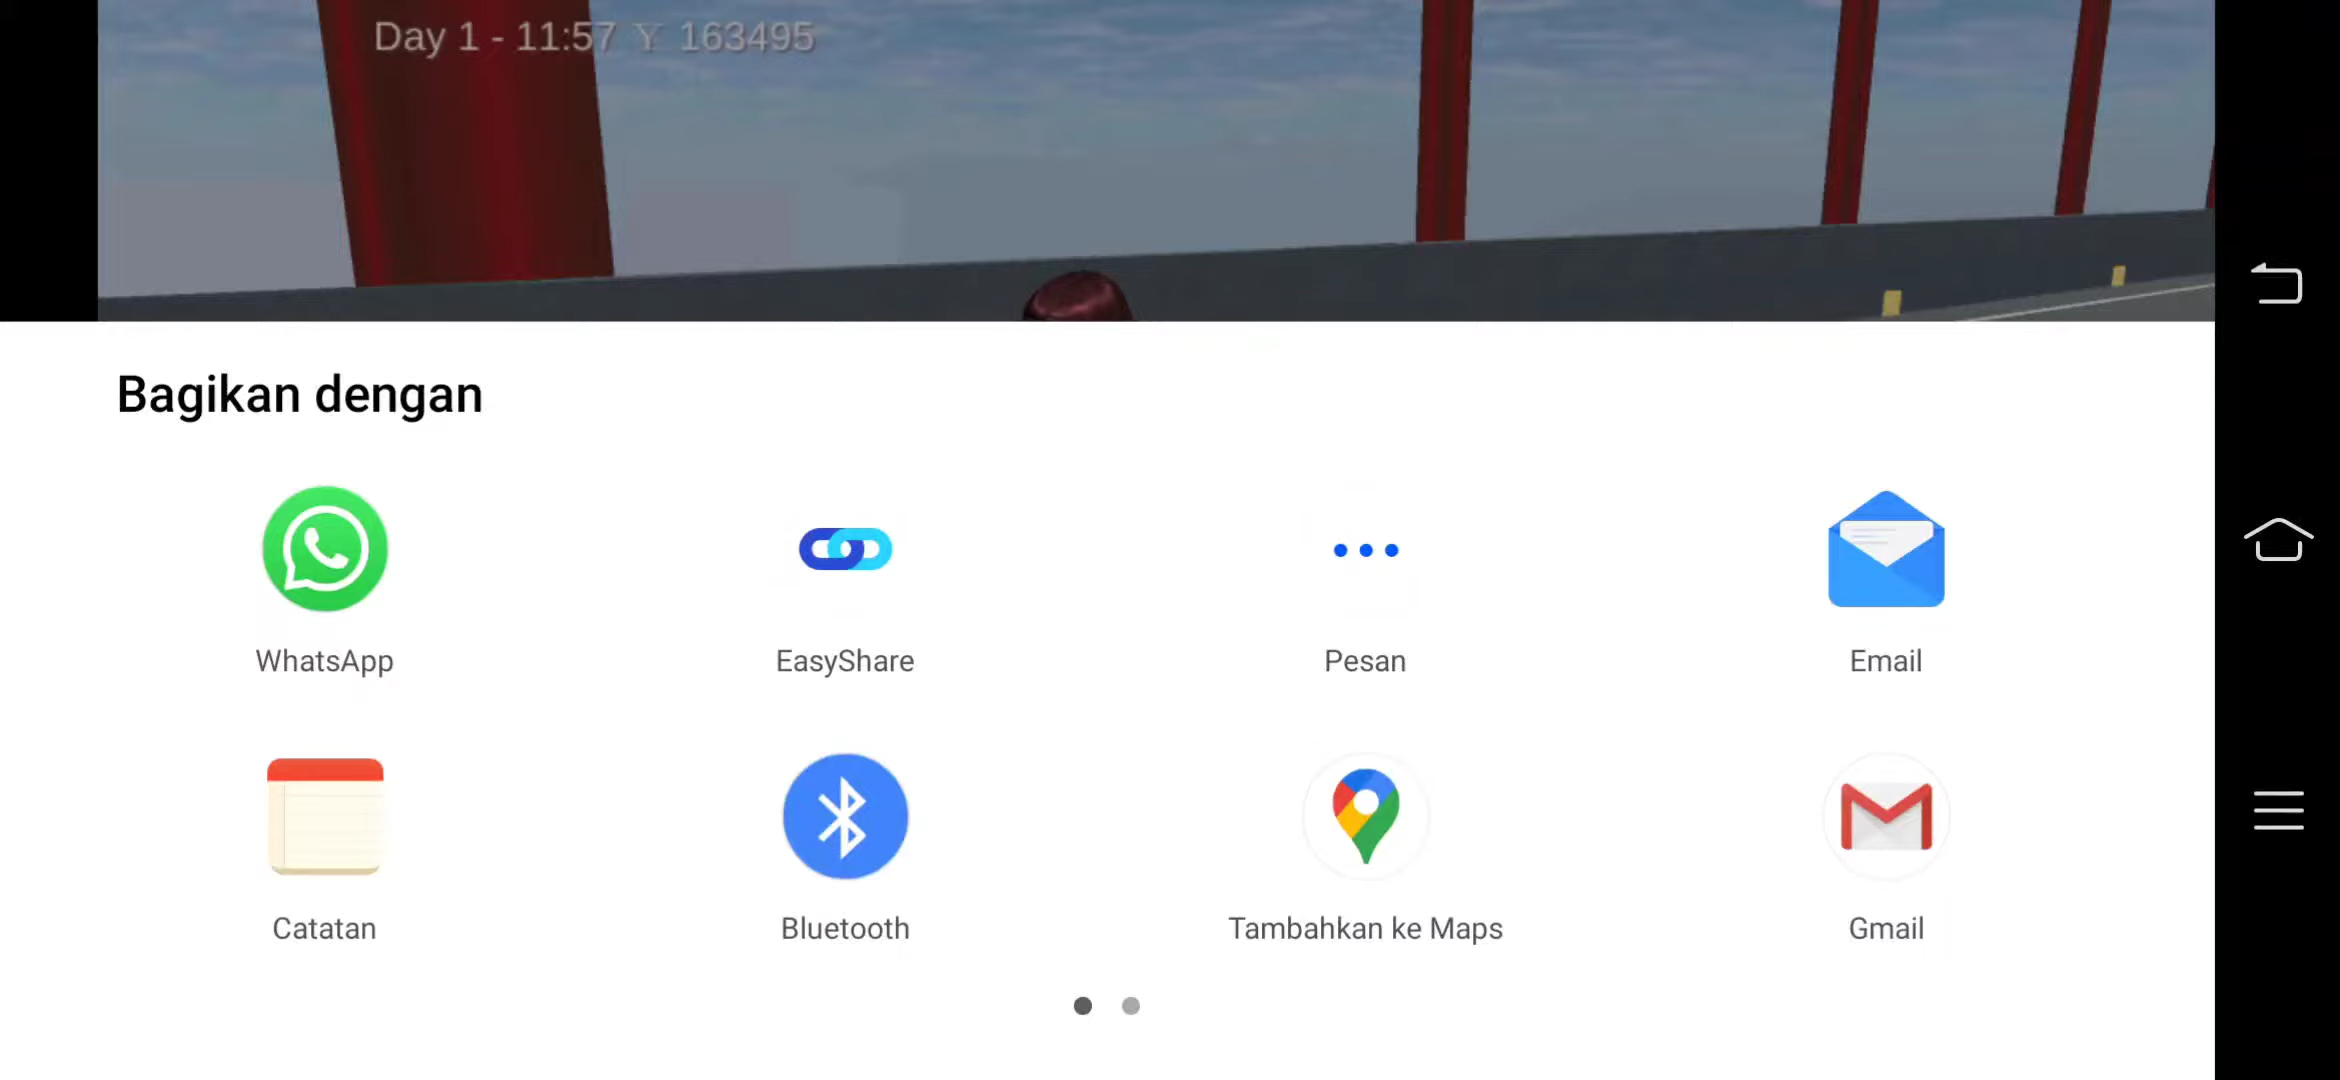 Day 1 - 11:57 Y 163495
Bagikan dengan
WhatsApp
EasyShare
Pesan
Email
Catatan
Bluetooth
Tambahkan ke Maps
Gmail